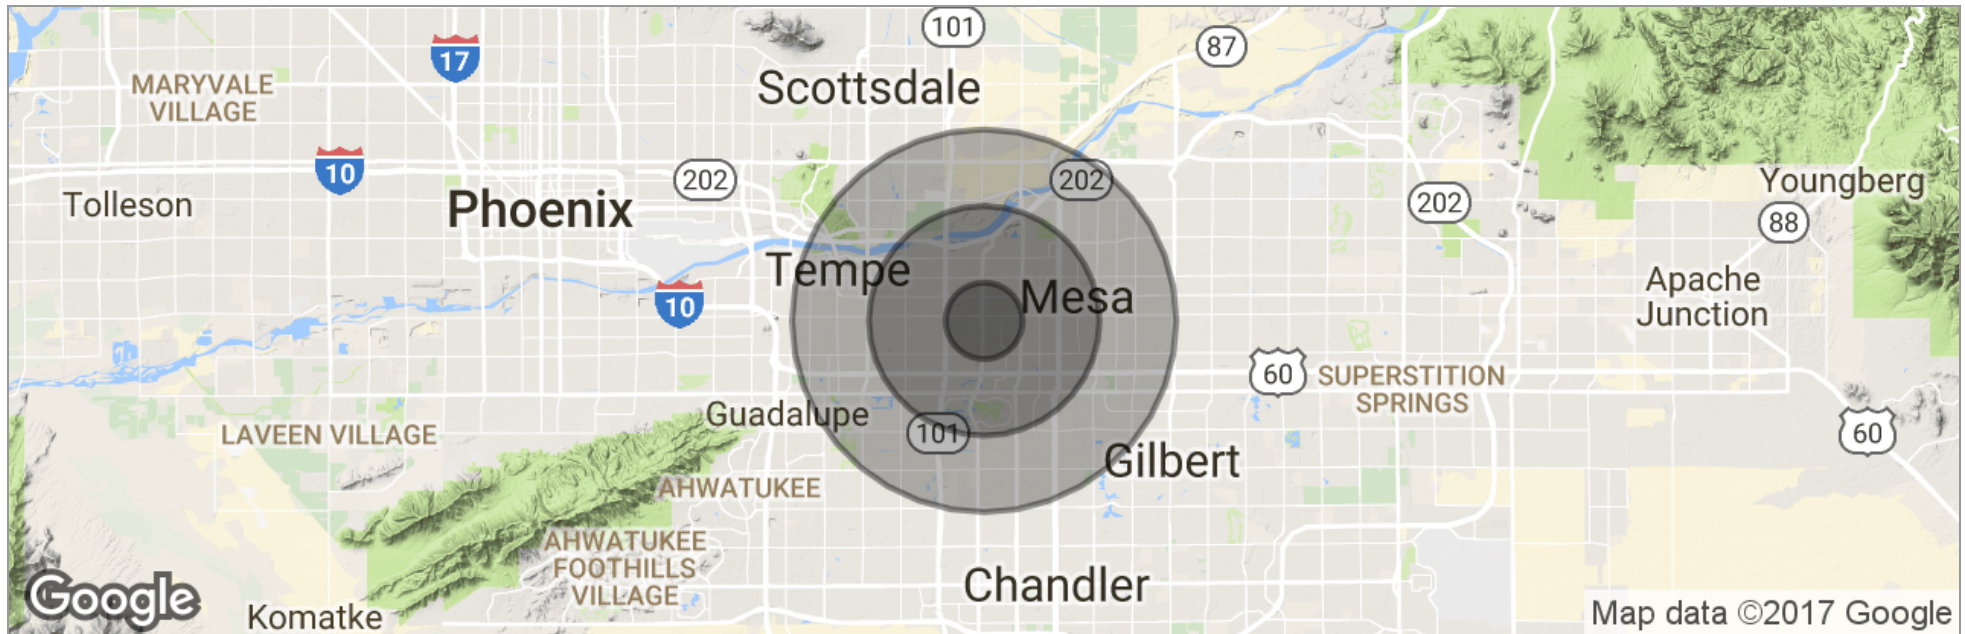 101
87
17
MARYVALE
VILLAGE
Scottsdale
10
202
202
Youngberg
Tolleson
Phoenix
202
88
Tempe
Mesa
Apache
Junction
10
60
SUPERSTITION
SPRINGS
Guadalupe
LAVEEN VILLAGE
101
60
Gilbert
AHWATUKEE
AHWATUKEE
FOOTHILLS
VILLAGE
Chandler
Google
Komatke
Map data ©2017 Google